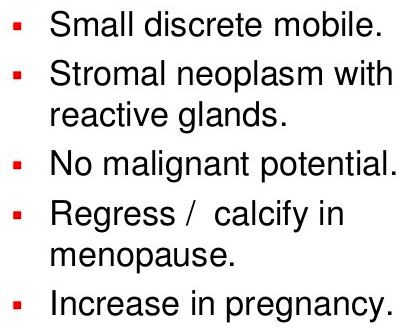 ▪ Small discrete mobile.
▪ Stromal neoplasm with
reactive glands.
▪ No malignant potential.
▪ Regress /  calcify in
menopause.
▪ Increase in pregnancy.